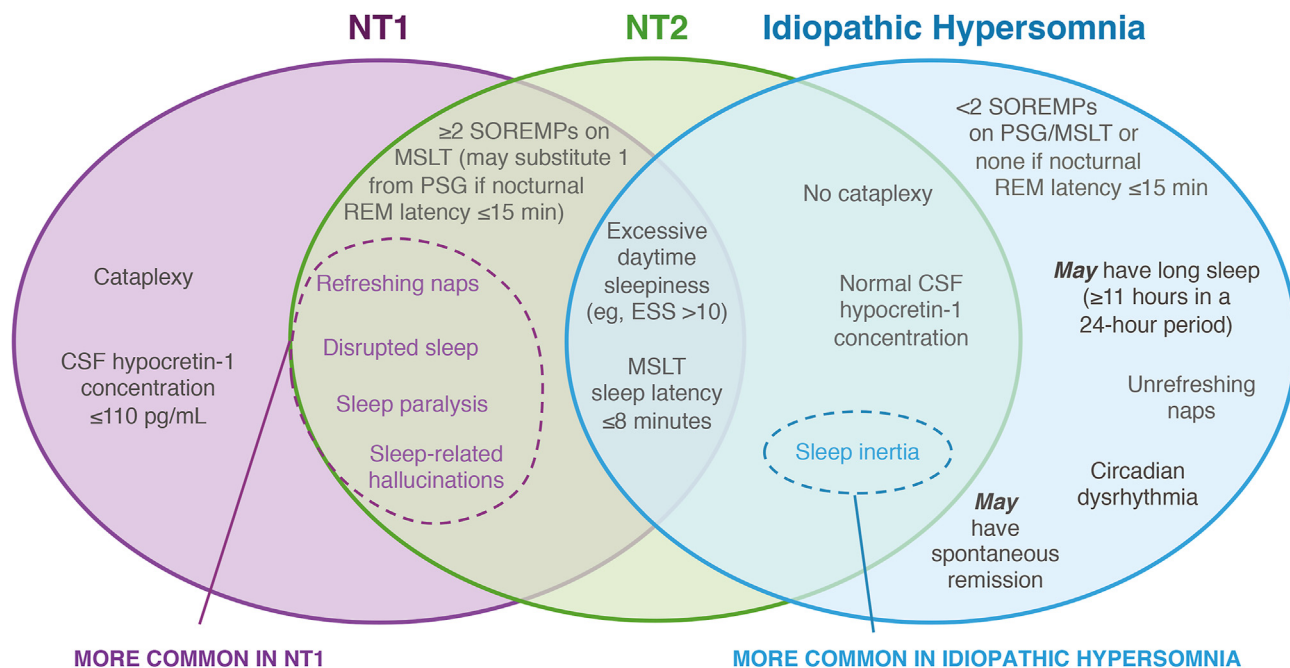 NT1
NT2
Idiopathic Hypersomnia
Cataplexy
CSF hypocretin-1
concentration
≤110 pg/mL
≥2 SOREMPs on
MSLT (may substitute 1
from PSG if nocturnal
REM latency ≤15 min)
Refreshing naps
Disrupted sleep
Sleep paralysis
Sleep-related
hallucinations
Excessive
daytime
sleepiness
(eg, ESS >10)
MSLT
sleep latency
≤8 minutes
No cataplexy
Normal CSF
hypocretin-1
concentration
Sleep inertia
<2 SOREMPs
on PSG/MSLT or
none if nocturnal
REM latency ≤15 min
May have long sleep
(≥11 hours in a
24-hour period)
Unrefreshing
naps
Circadian
dysrhythmia
May
have
spontaneous
remission
MORE COMMON IN NT1
MORE COMMON IN IDIOPATHIC HYPERSOMNIA